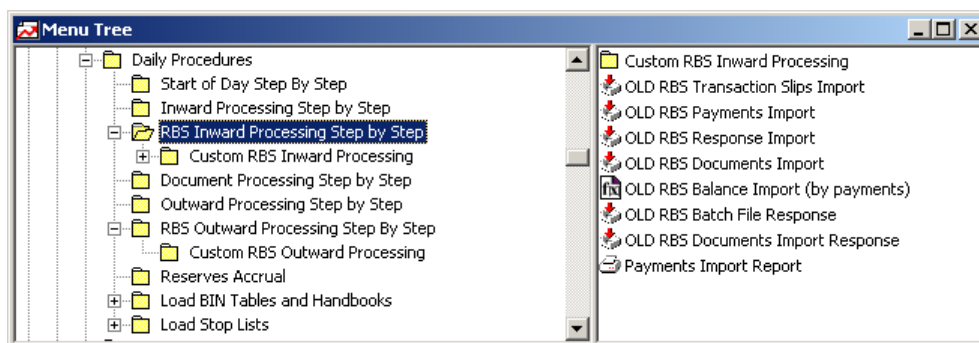 Menu Tree
Daily Procedures
Start of Day Step By Step
Inward Processing Step by Step
RBS Inward Processing Step by Step
Custom RBS Inward Processing
Document Processing Step by Step
Outward Processing Step by Step
RBS Outward Processing Step By Step
Custom RBS Outward Processing
Reserves Accrual
Load BIN Tables and Handbooks
Load Stop Lists
Custom RBS Inward Processing
OLD RBS Transaction Slips Import
OLD RBS Payments Import
OLD RBS Response Import
OLD RBS Documents Import
OLD RBS Balance Import (by payments)
OLD RBS Batch File Response
OLD RBS Documents Import Response
Payments Import Report